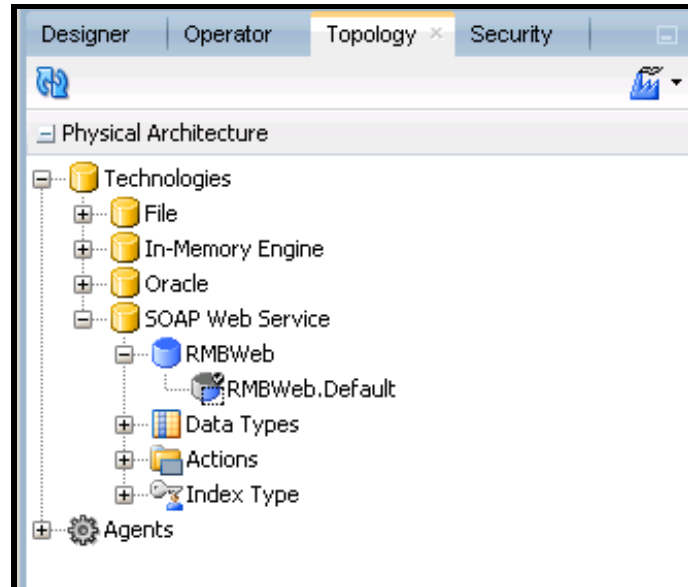 Designer Operator Topology Security
Physical Architecture
Technologies
File
In-Memory Engine
Oracle
SOAP Web Service
RMBWeb
RMBWeb.Default
Data Types
Actions
Index Type
Agents